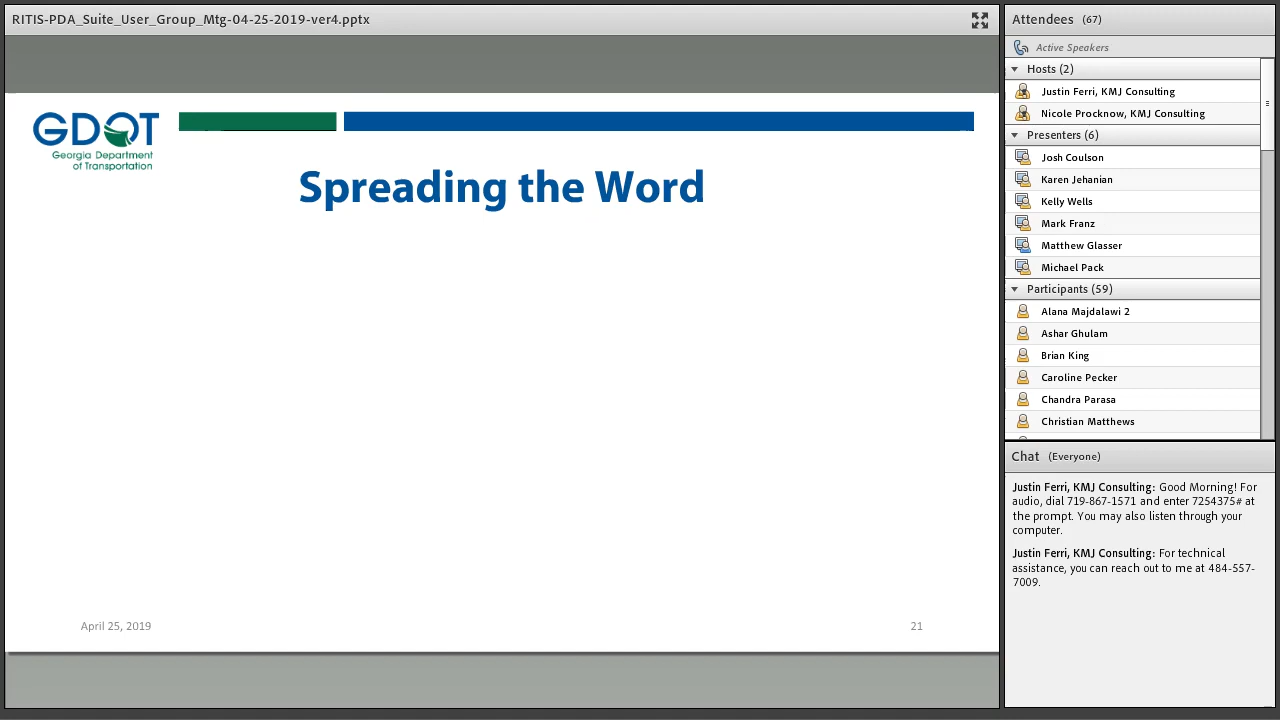 RITIS-PDA_Suite_User_Group_Mtg-04-25-2019-ver4.pptx
GDOT
Georgia Department
of Transportation
Spreading the Word
April 25, 2019
21
Attendees (67)
Active Speakers
Hosts (2)
Justin Ferri, KMJ Consulting
Nicole Procknow, KMJ Consulting
Presenters (6)
Josh Coulson
Karen Jehanian
Kelly Wells
Mark Franz
Matthew Glasser
Michael Pack
Participants (59)
Alana Majdalawi 2
Ashar Ghulam
Brian King
Caroline Pecker
Chandra Parasa
Christian Matthews
Chat (Everyone)
Justin Ferri, KMJ Consulting: Good Morning! For
audio, dial 719-867-1571 and enter 7254375# at
the prompt. You may also listen through your
computer.
Justin Ferri, KMJ Consulting: For technical
assistance, you can reach out to me at 484-557-
7009.